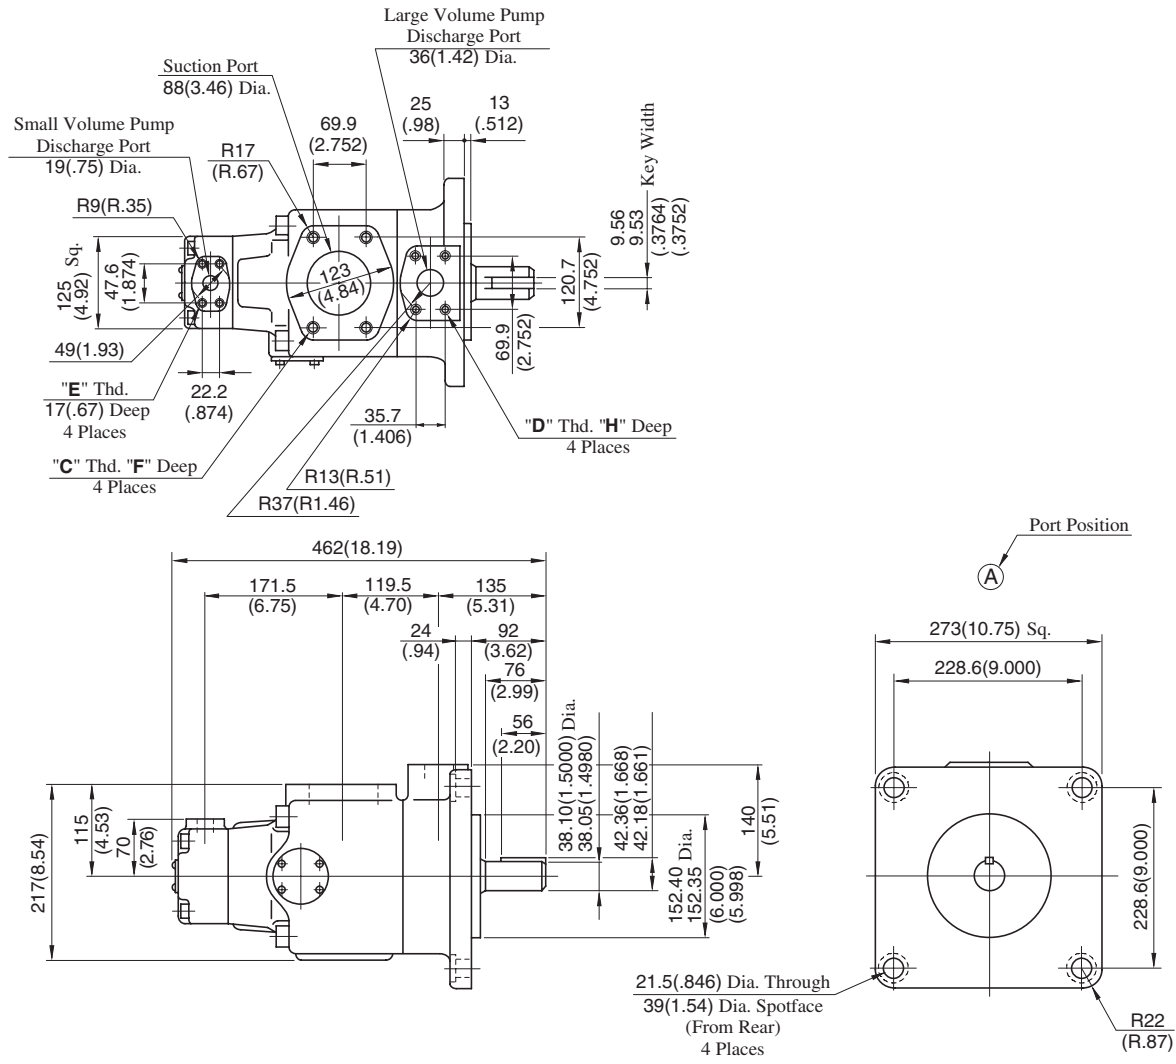 Large Volume Pump
Discharge Port
36(1.42) Dia.
Suction Port
88(3.46) Dia.
Small Volume Pump
Discharge Port
19(.75) Dia.
25
(.98)
13
(.512)
69.9
(2.752)
R17
(R.67)
R9(R.35)
Key Width
9.56
9.53
(.3764)
(.3752)
125
(4.92)
Sq.
47.6
(1.874)
123
(4.84)
120.7
(4.752)
69.9
(2.752)
49(1.93)
"E" Thd.
17(.67) Deep
4 Places
22.2
(.874)
35.7
(1.406)
"D" Thd. "H" Deep
4 Places
"C" Thd. "F" Deep
4 Places
R13(R.51)
R37(R1.46)
Port Position
A
462(18.19)
171.5
(6.75)
119.5
(4.70)
135
(5.31)
24
(.94)
92
(3.62)
76
(2.99)
56
(2.20)
38.10(1.5000) Dia.
38.05(1.4980)
42.36(1.668)
42.18(1.661)
140
(5.51)
217(8.54)
115
(4.53)
70
(2.76)
152.40 Dia.
152.35
(6.000)
(5.998)
273(10.75) Sq.
228.6(9.000)
228.6(9.000)
21.5(.846) Dia. Through
39(1.54) Dia. Spotface
(From Rear)
4 Places
R22
(R.87)